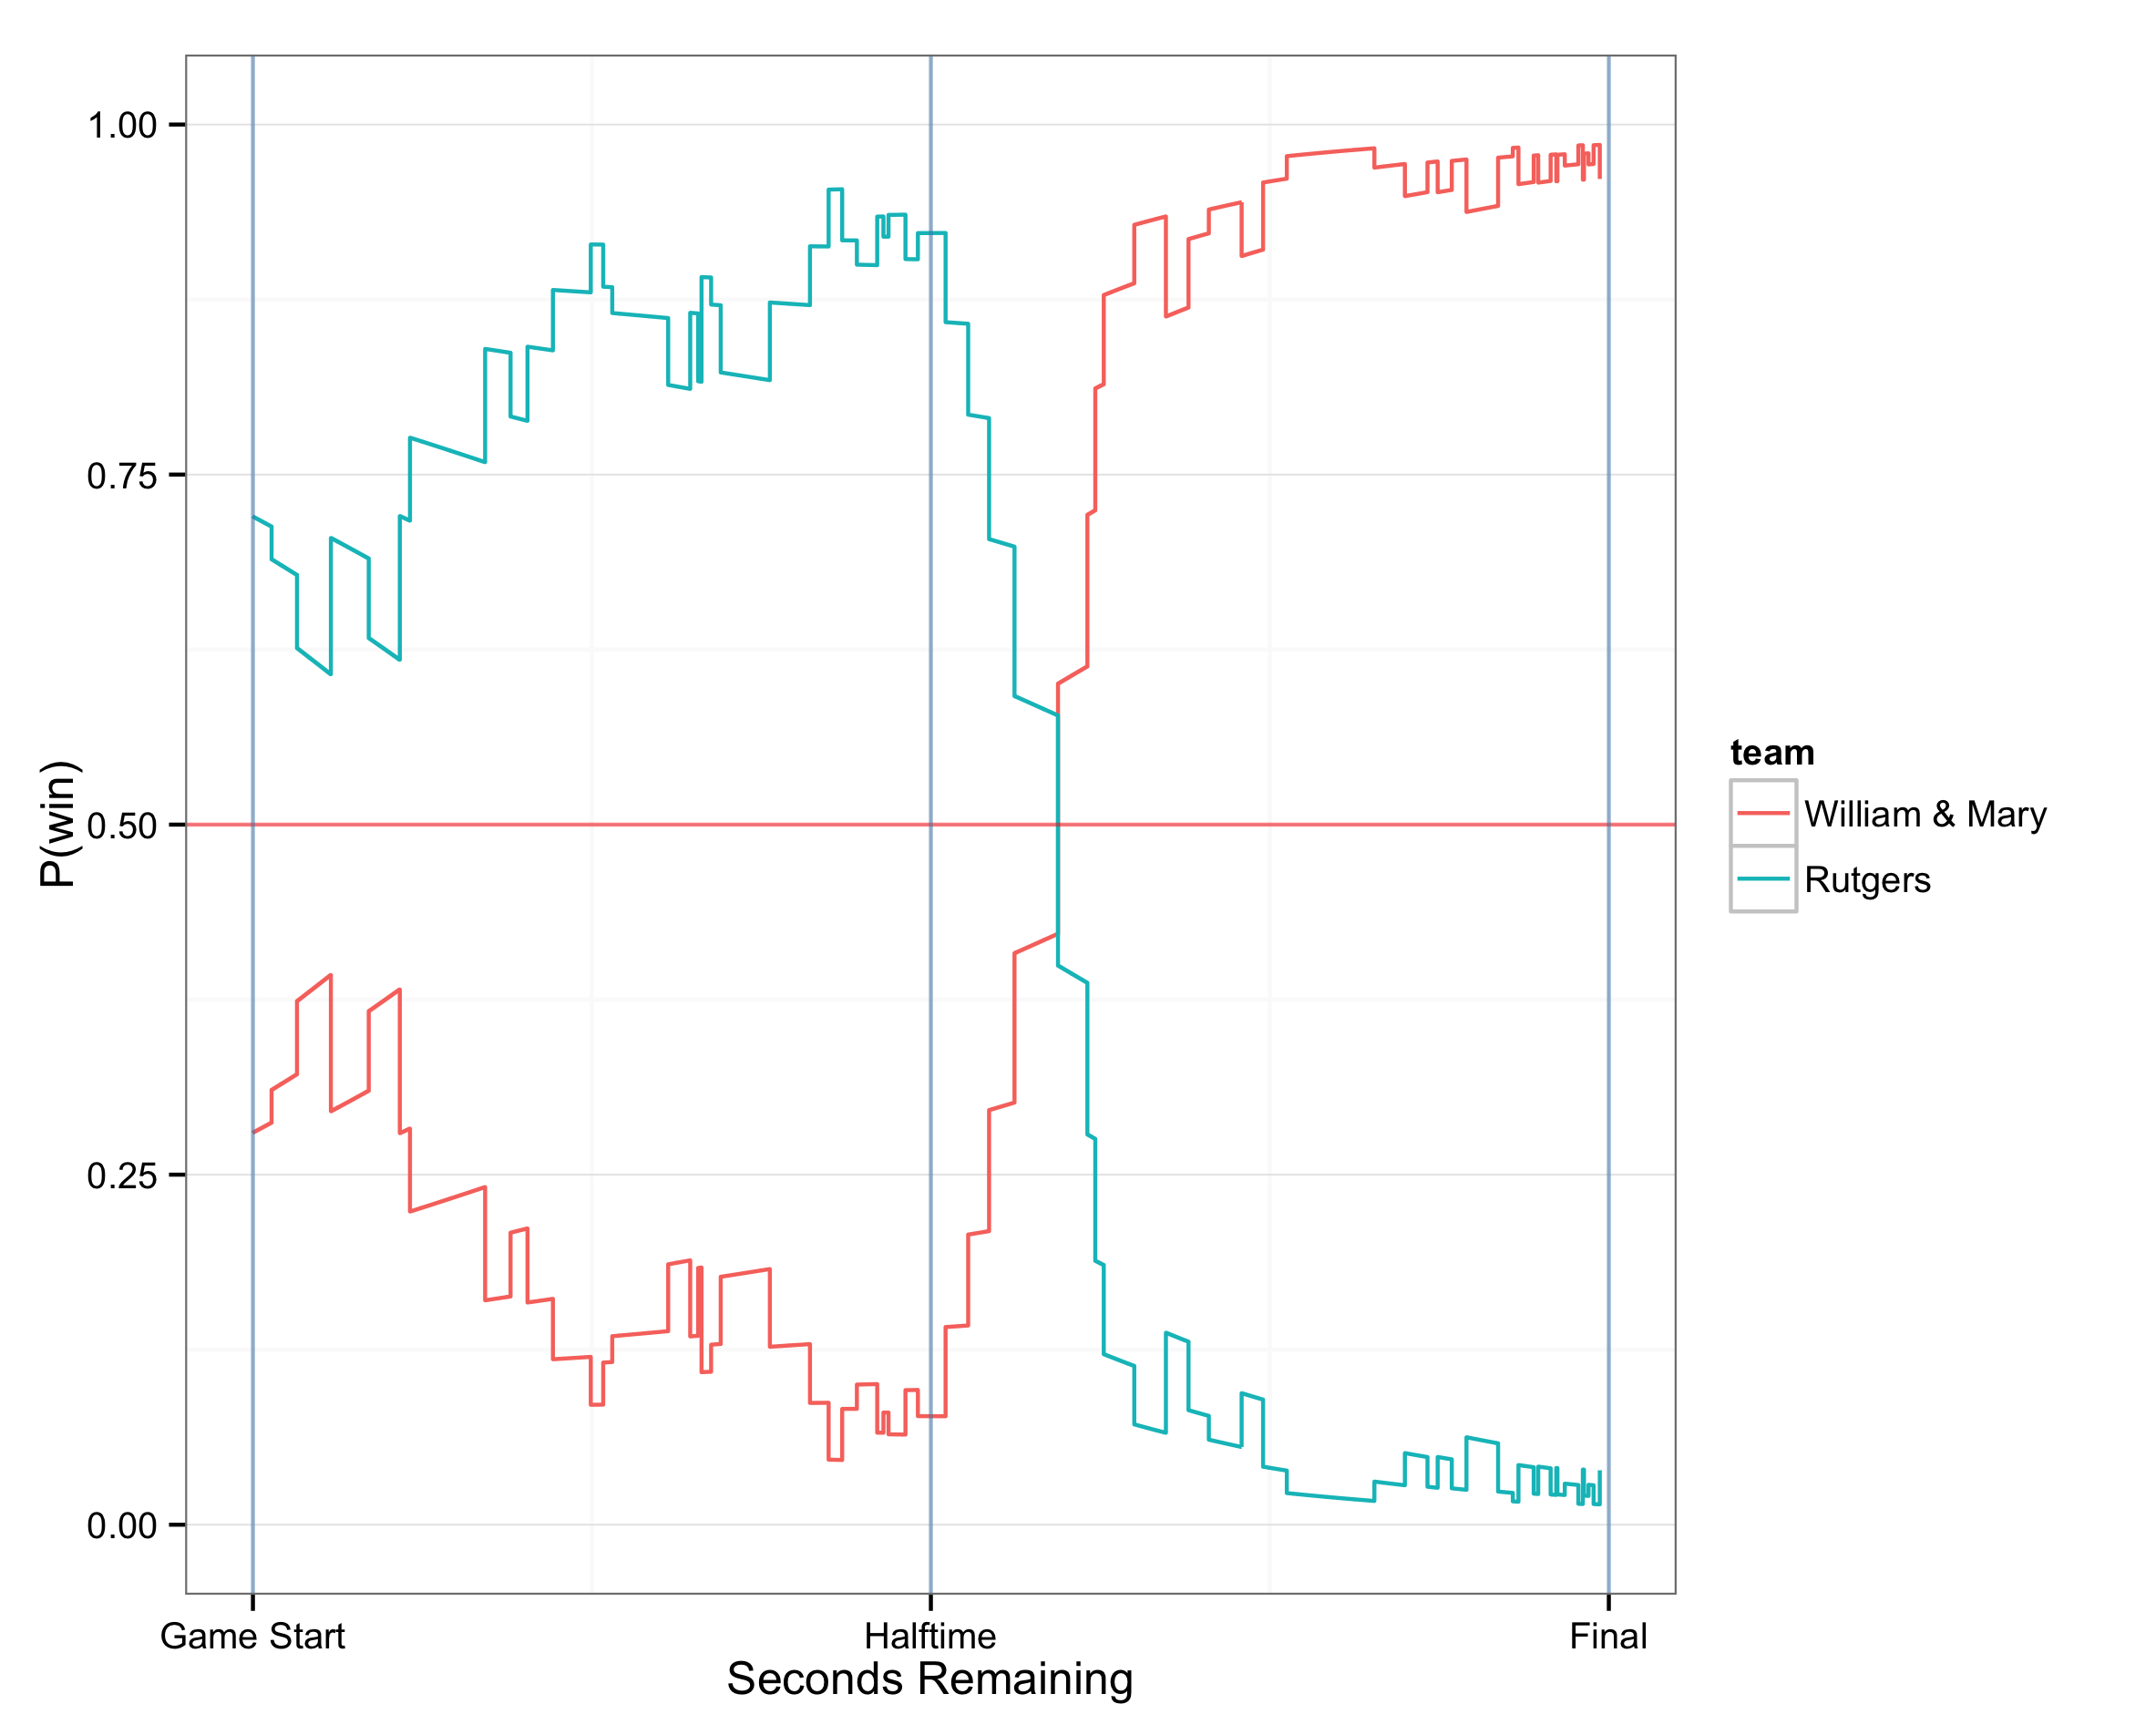 P(win)
1.00
0.75
0.50
0.25
0.00
Game Start
Halftime
Final
Seconds Remaining
team
William & Mary
Rutgers